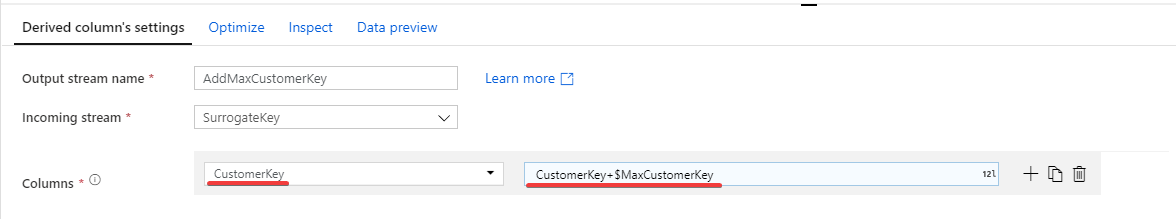 Derived column's settings Optimize Inspect Data preview
Output stream name * AddMaxCustomerKey Learn more
Incoming stream * SurrogateKey
Columns * CustomerKey CustomerKey+$MaxCustomerKey 12l